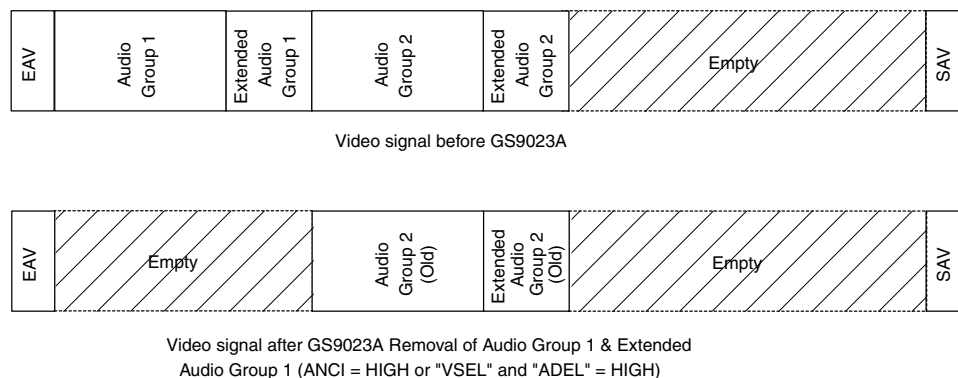 EAV
Audio
Group 1
Extended
Audio
Group 1
Audio
Group 2
Extended
Audio
Group 2
Empty
SAV
Video signal before GS9023A
EAV
Empty
Audio
Group 2
(Old)
Extended
Audio
Group 2
(Old)
Empty
SAV
Video signal after GS9023A Removal of Audio Group 1 & Extended
Audio Group 1 (ANCI = HIGH or "VSEL" and "ADEL" = HIGH)